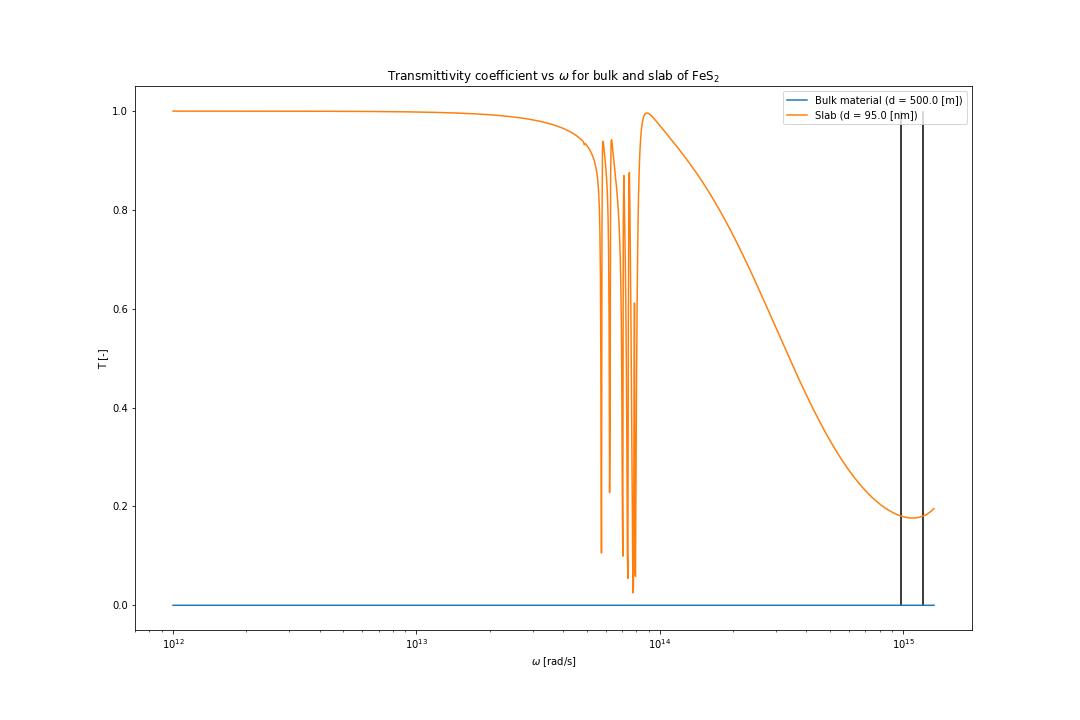 Transmittivity coefficient vs ω for bulk and slab of FeS₂
Bulk material (d = 500.0 [m])
Slab (d = 95.0 [nm])
1.0
0.8
0.6
0.4
0.2
0.0
T [-]
10¹² 10¹³ 10¹⁴ 10¹⁵
ω [rad/s]